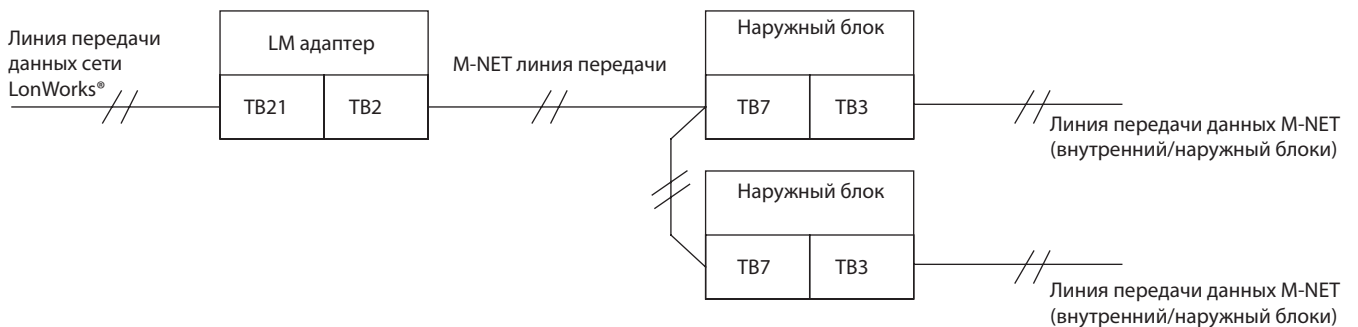 Линия передачи
данных сети
LonWorks®
LM адаптер
TB21
TB2
M-NET линия передачи
Наружный блок
TB7
TB3
Линия передачи данных M-NET
(внутренний/наружный блоки)
Наружный блок
TB7
TB3
Линия передачи данных M-NET
(внутренний/наружный блоки)